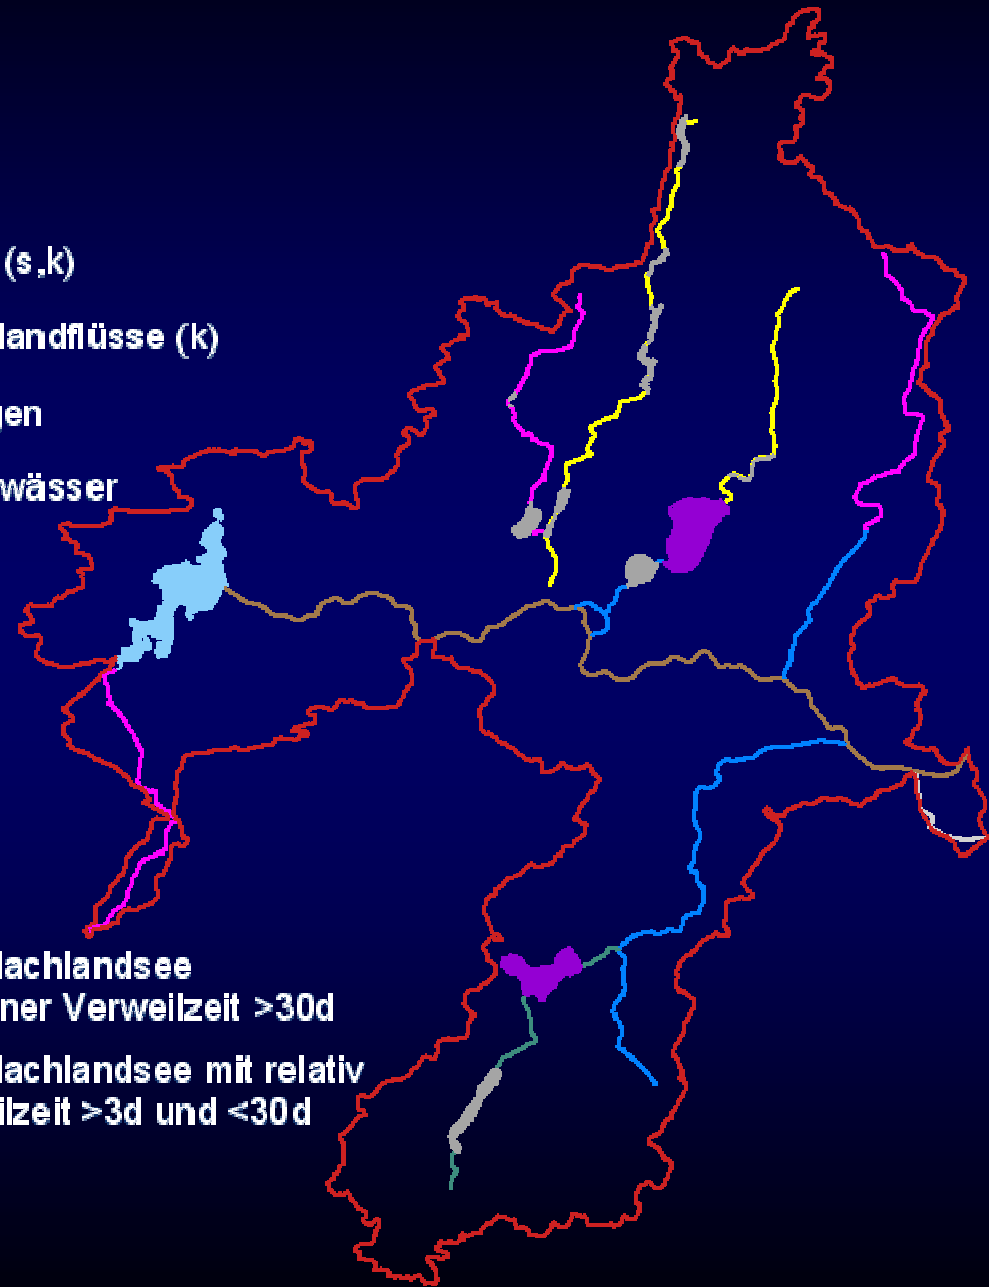 (s,k)
landflüsse (k)
gen
wässer
lachlandsee
ner Verweilzeit >30d
lachlandsee mit relativ
ilzeit >3d und <30d